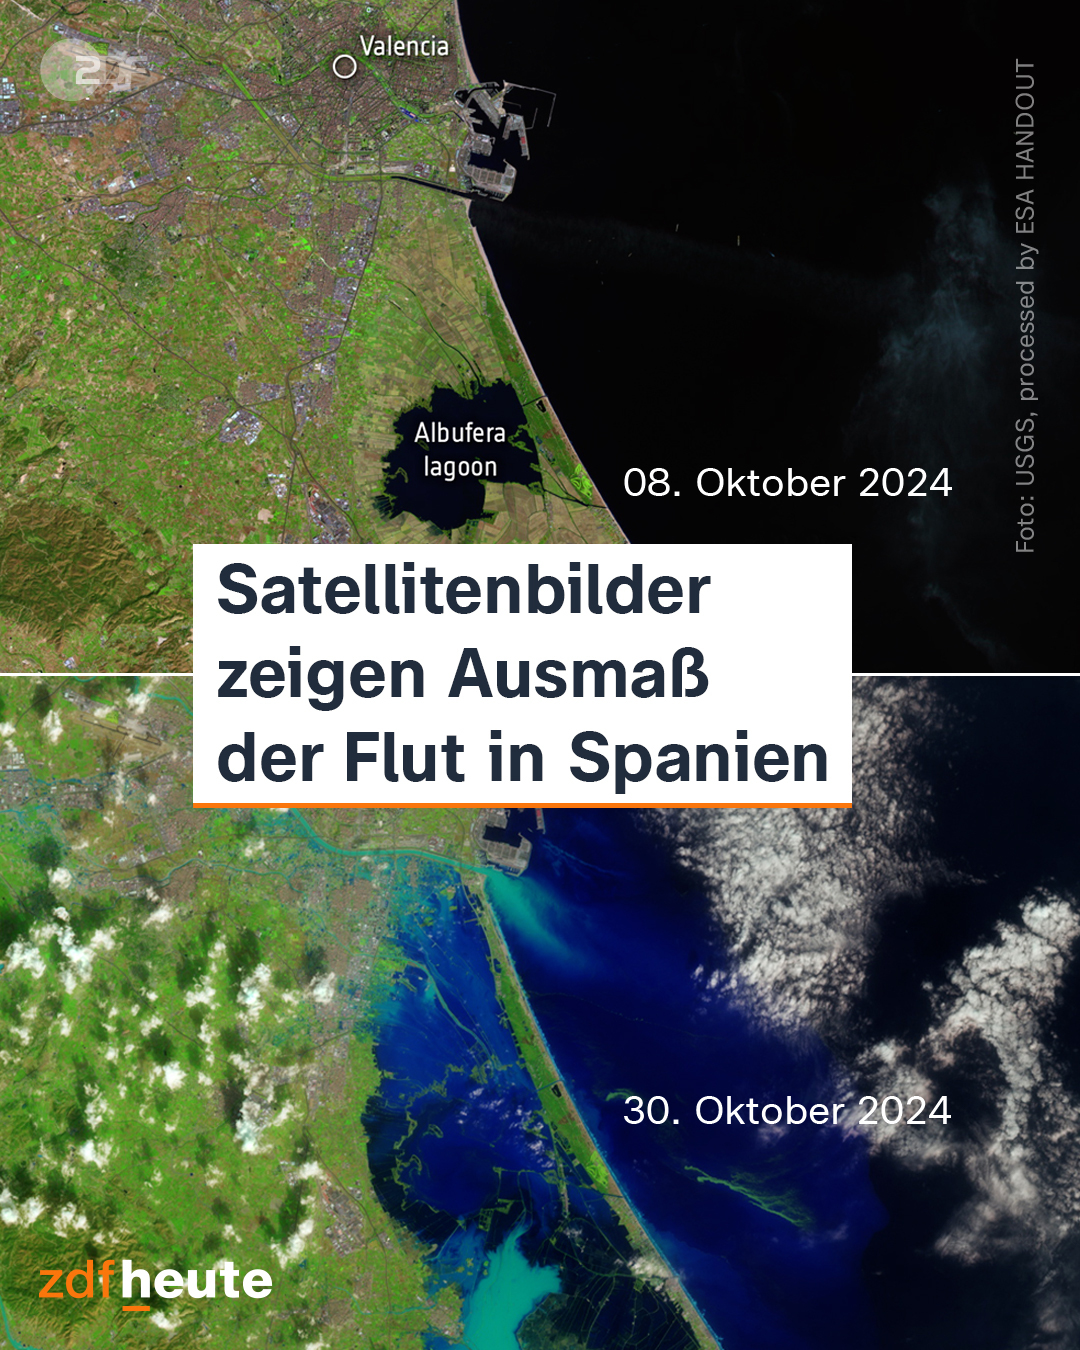 ZDF
Valencia
Foto: USGS, processed by ESA HANDOUT
Albufera
lagoon
08. Oktober 2024
Satellitenbilder
zeigen Ausmaß
der Flut in Spanien
30. Oktober 2024
zdfheute